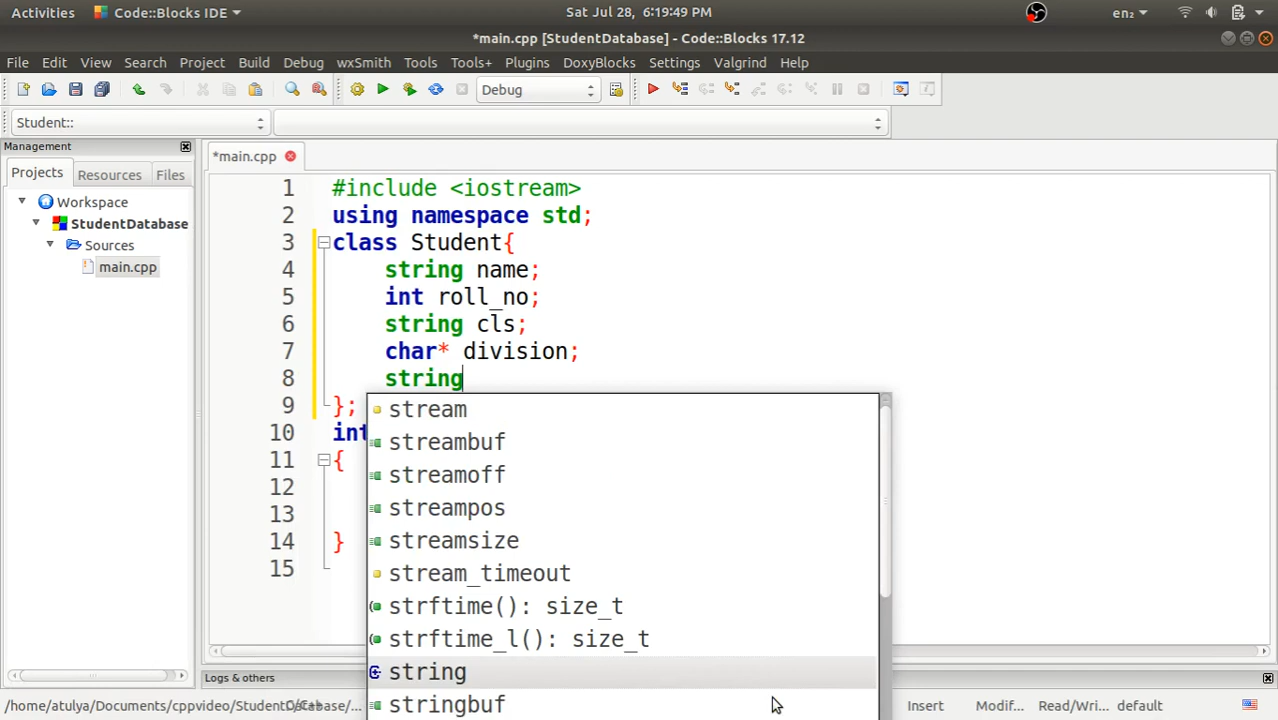 Activities Code::Blocks IDE Sat Jul 28, 6:19:49 PM en₂
*main.cpp [StudentDatabase] - Code::Blocks 17.12
File Edit View Search Project Build Debug wxSmith Tools Tools+ Plugins DoxyBlocks Settings Valgrind Help
Debug
Student::
Management
*main.cpp
Projects Resources Files
Workspace
StudentDatabase
Sources
main.cpp
1 #include <iostream>
2 using namespace std;
3 class Student{
4 string name;
5 int roll_no;
6 string cls;
7 char* division;
8 string
9 };
10 int
11 {
12
13
14 }
15
stream
streambuf
streamoff
streampos
streamsize
stream_timeout
strftime(): size_t
strftime_l(): size_t
string
stringbuf
Logs & others
Insert Modif... Read/Wri... default